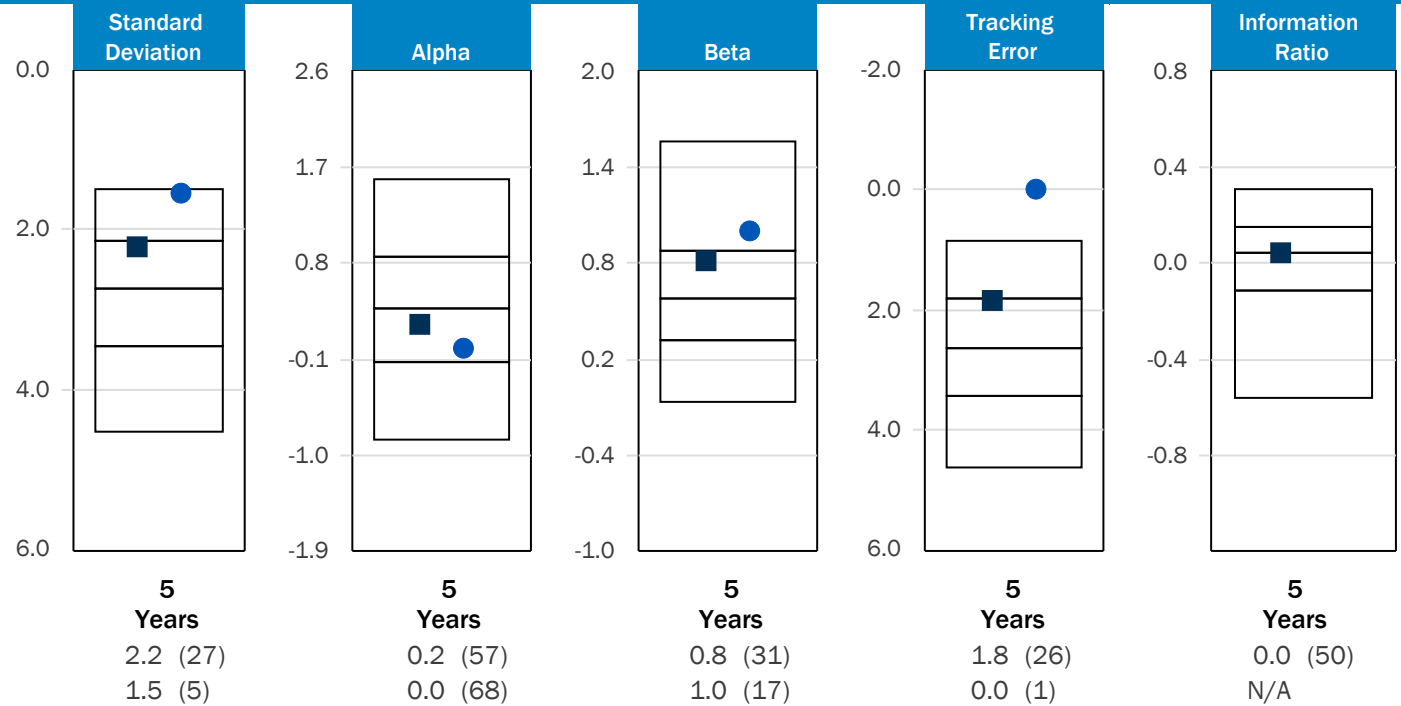 Standard
Deviation
Alpha
Beta
Tracking
Error
Information
Ratio
0.0
2.0
4.0
6.0
2.6
1.7
0.8
-0.1
-1.0
-1.9
2.0
1.4
0.8
0.2
-0.4
-1.0
-2.0
0.0
2.0
4.0
6.0
0.8
0.4
0.0
-0.4
-0.8
5
Years
5
Years
5
Years
5
Years
5
Years
2.2 (27)
0.2 (57)
0.8 (31)
1.8 (26)
0.0 (50)
1.5 (5)
0.0 (68)
1.0 (17)
0.0 (1)
N/A